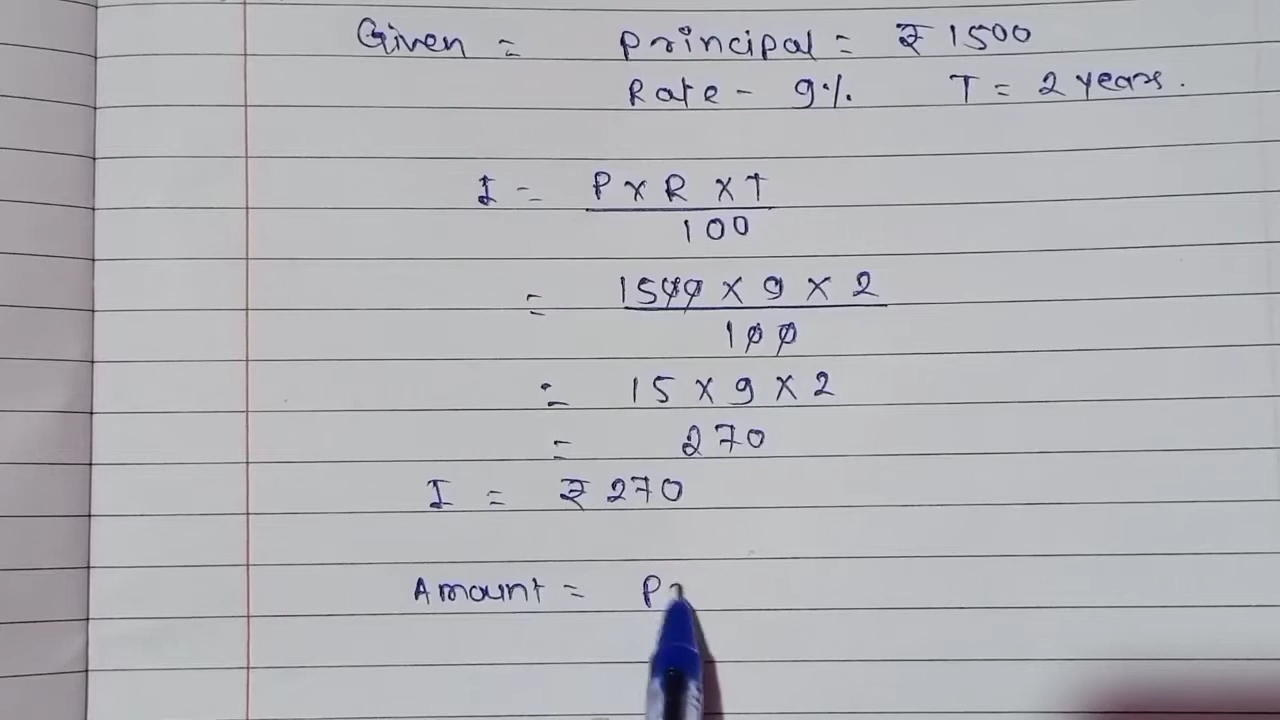 Given = Principal = ₹ 1500
Rate - 9% T = 2 years.
I = P x R x T
100
= 1500 x 9 x 2
100
= 15 x 9 x 2
= 270
I = ₹ 270
Amount = P